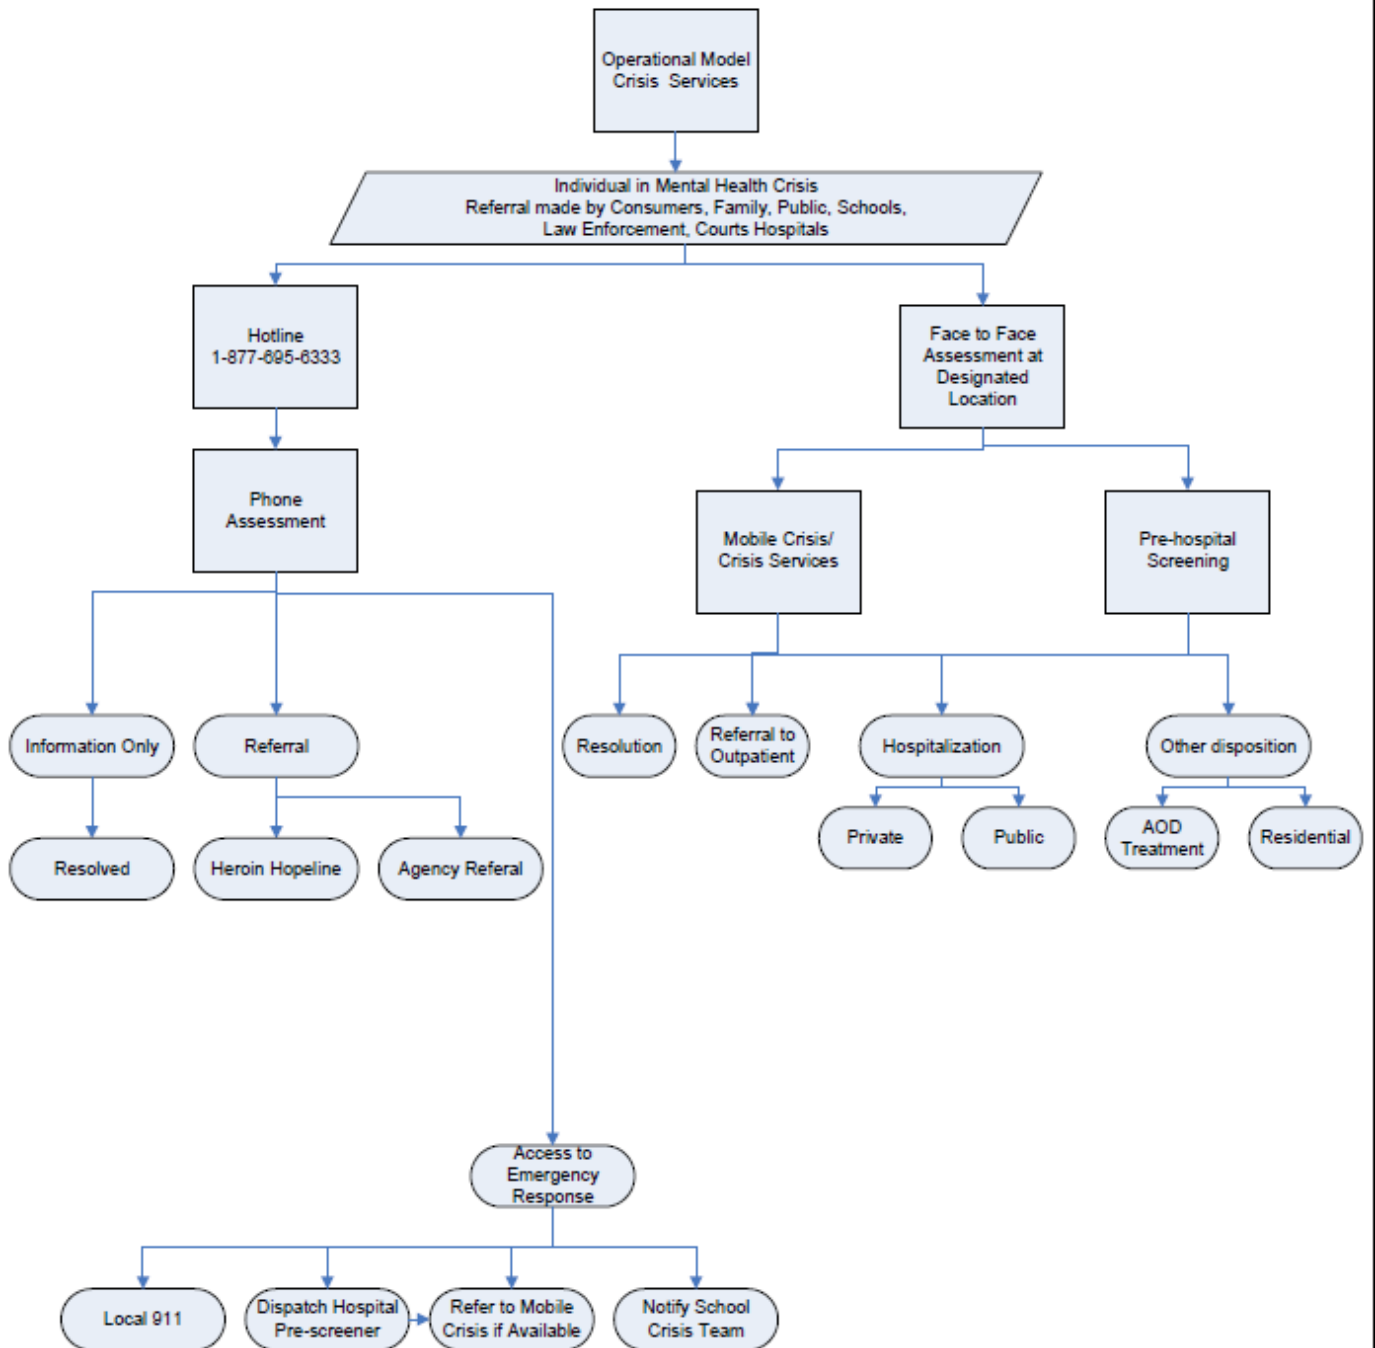 Operational Model
Crisis Services
Individual in Mental Health Crisis
Referral made by Consumers, Family, Public, Schools,
Law Enforcement, Courts Hospitals
Hotline
1-877-695-6333
Face to Face
Assessment at
Designated
Location
Phone
Assessment
Mobile Crisis/
Crisis Services
Pre-hospital
Screening
Information Only
Referral
Resolution
Referral to
Outpatient
Hospitalization
Other disposition
Resolved
Heroin Hopeline
Agency Referal
Private
Public
AOD
Treatment
Residential
Access to
Emergency
Response
Local 911
Dispatch Hospital
Pre-screener
Refer to Mobile
Crisis if Available
Notify School
Crisis Team